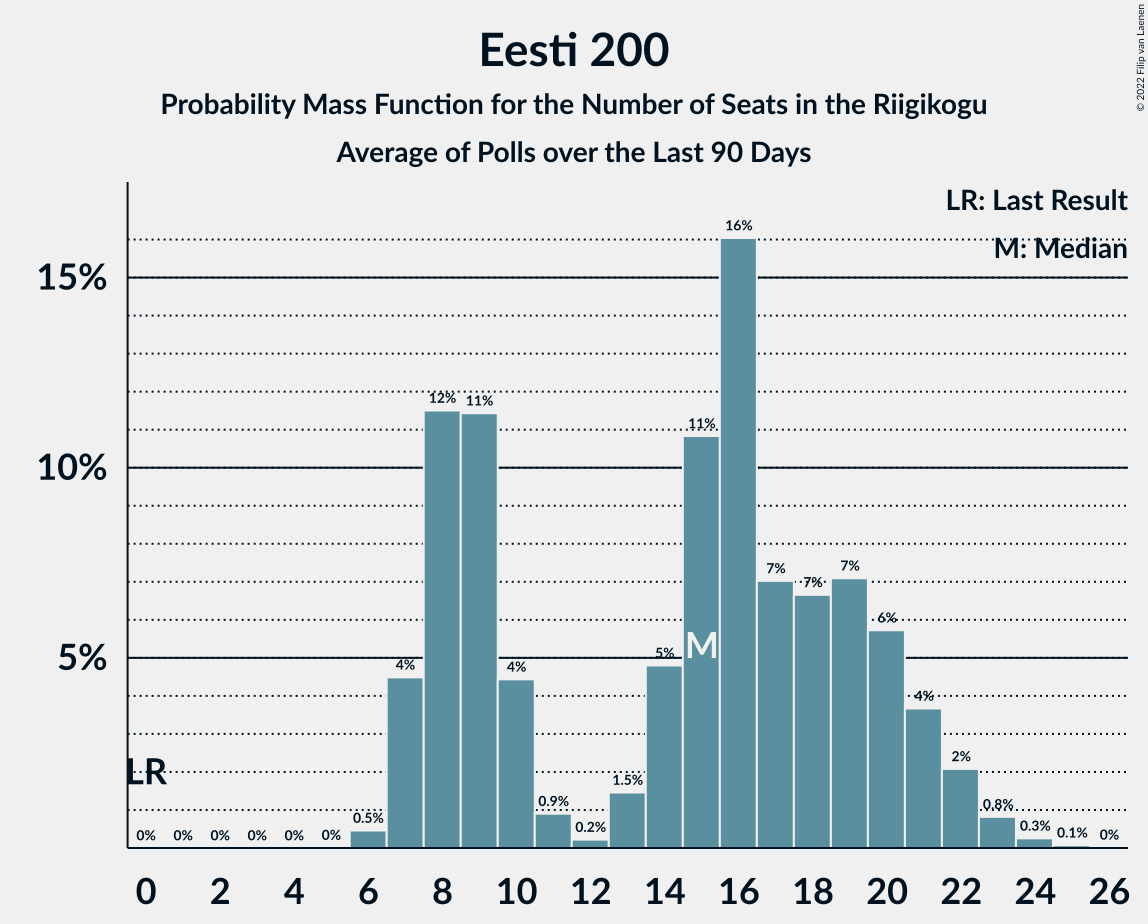 Eesti 200
Probability Mass Function for the Number of Seats in the Riigikogu
Average of Polls over the Last 90 Days
© 2022 Filip van Laenen
LR: Last Result
M: Median
15%
10%
5%
0% 0% 0% 0% 0% 0% 0.5% 4% 12% 11% 4% 0.9% 0.2% 1.5% 5% 11% 16% 7% 7% 7% 6% 4% 2% 0.8% 0.3% 0.1% 0%
M
LR
0 2 4 6 8 10 12 14 16 18 20 22 24 26